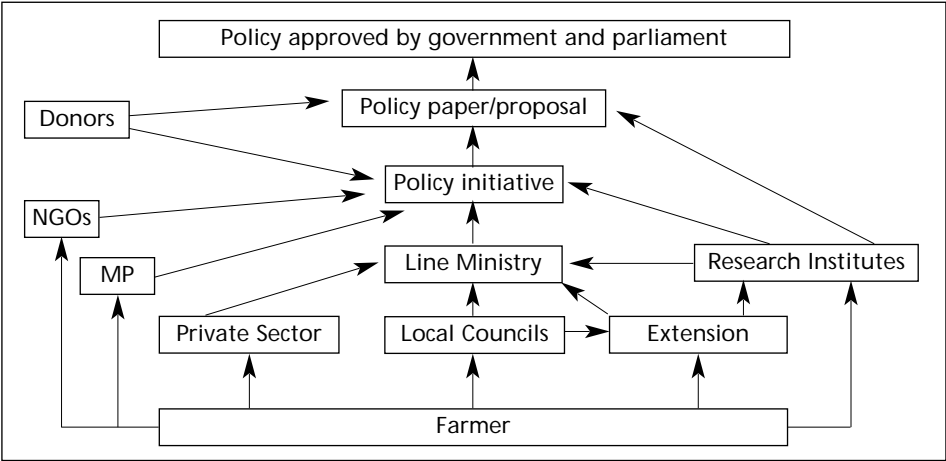 Policy approved by government and parliament
Policy paper/proposal
Donors
Policy initiative
NGOs
MP
Line Ministry
Research Institutes
Private Sector
Local Councils
Extension
Farmer